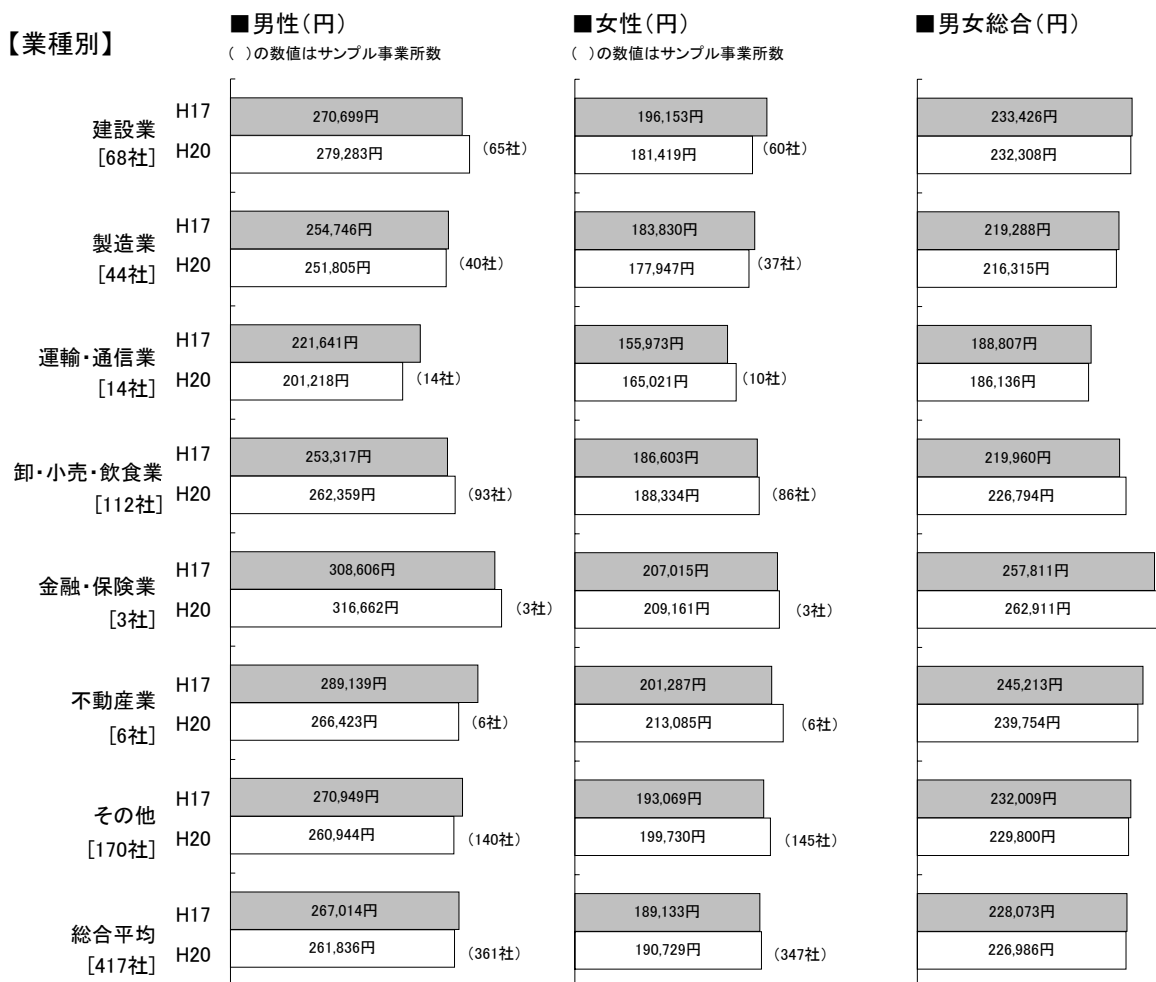 【業種別】
■男性(円)
( )の数値はサンプル事業所数
■女性(円)
( )の数値はサンプル事業所数
■男女総合(円)
建設業
[68社]
H17 270,699円 196,153円 233,426円
H20 279,283円 (65社) 181,419円 (60社) 232,308円
製造業
[44社]
H17 254,746円 183,830円 219,288円
H20 251,805円 (40社) 177,947円 (37社) 216,315円
運輸・通信業
[14社]
H17 221,641円 155,973円 188,807円
H20 201,218円 (14社) 165,021円 (10社) 186,136円
卸・小売・飲食業
[112社]
H17 253,317円 186,603円 219,960円
H20 262,359円 (93社) 188,334円 (86社) 226,794円
金融・保険業
[3社]
H17 308,606円 207,015円 257,811円
H20 316,662円 (3社) 209,161円 (3社) 262,911円
不動産業
[6社]
H17 289,139円 201,287円 245,213円
H20 266,423円 (6社) 213,085円 (6社) 239,754円
その他
[170社]
H17 270,949円 193,069円 232,009円
H20 260,944円 (140社) 199,730円 (145社) 229,800円
総合平均
[417社]
H17 267,014円 189,133円 228,073円
H20 261,836円 (361社) 190,729円 (347社) 226,986円